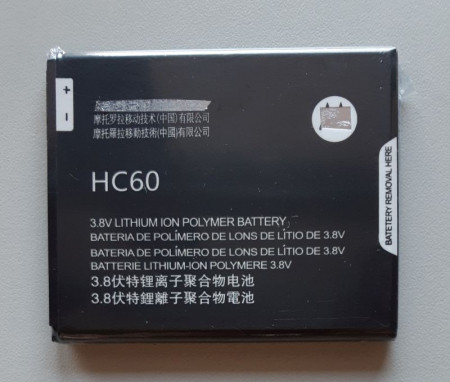 +
-
摩托罗拉移动技术(中国)有限公司
摩托羅拉移動技術(中國)有限公司
HC60
3.8V LITHIUM ION POLYMER BATTERY
BATERIA DE POLÍMERO DE LONS DE LÍTIO DE 3.8V
BATERIA DE POLÍMERO DE LONS DE LÍTIO DE 3.8V
BATTERIE LITHIUM-ION POLYMERE 3.8V
3.8伏特鋰离子聚合物电池
3.8伏特鋰離子聚合物電池
BATETERY REMOVAL HERE